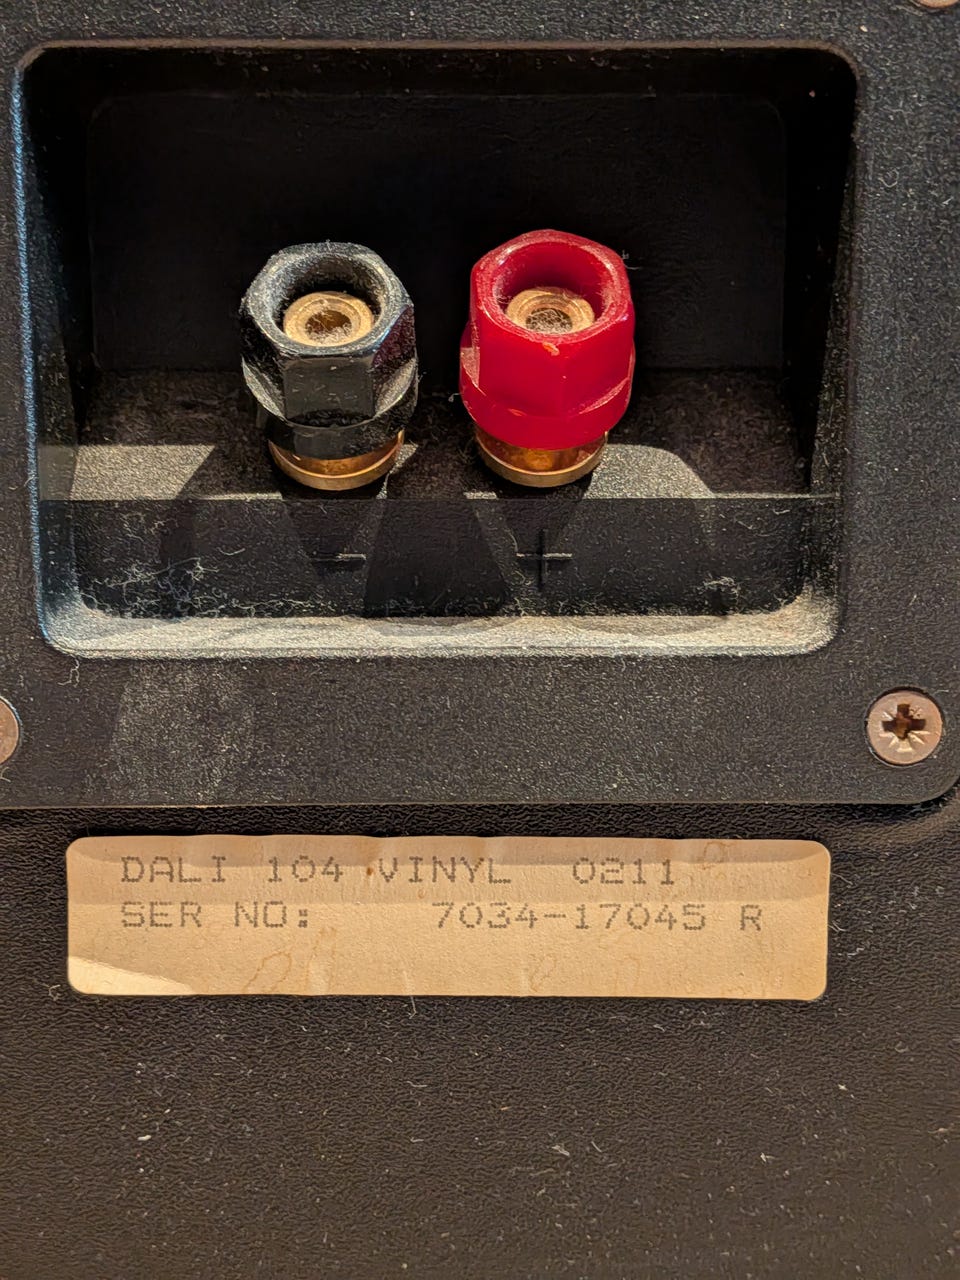 - +
DALI 104 VINYL 0211
SER NO: 7034-17045 R